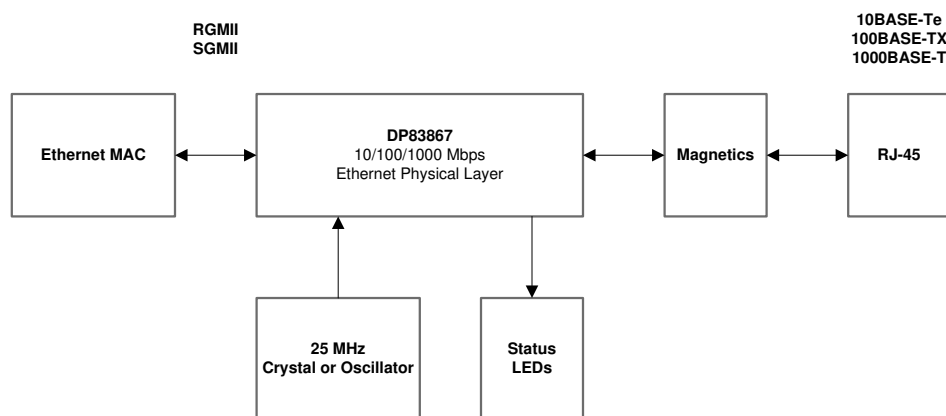 RGMII
SGMII
10BASE-Te
100BASE-TX
1000BASE-T
Ethernet MAC
DP83867
10/100/1000 Mbps
Ethernet Physical Layer
Magnetics
RJ-45
25 MHz
Crystal or Oscillator
Status
LEDs